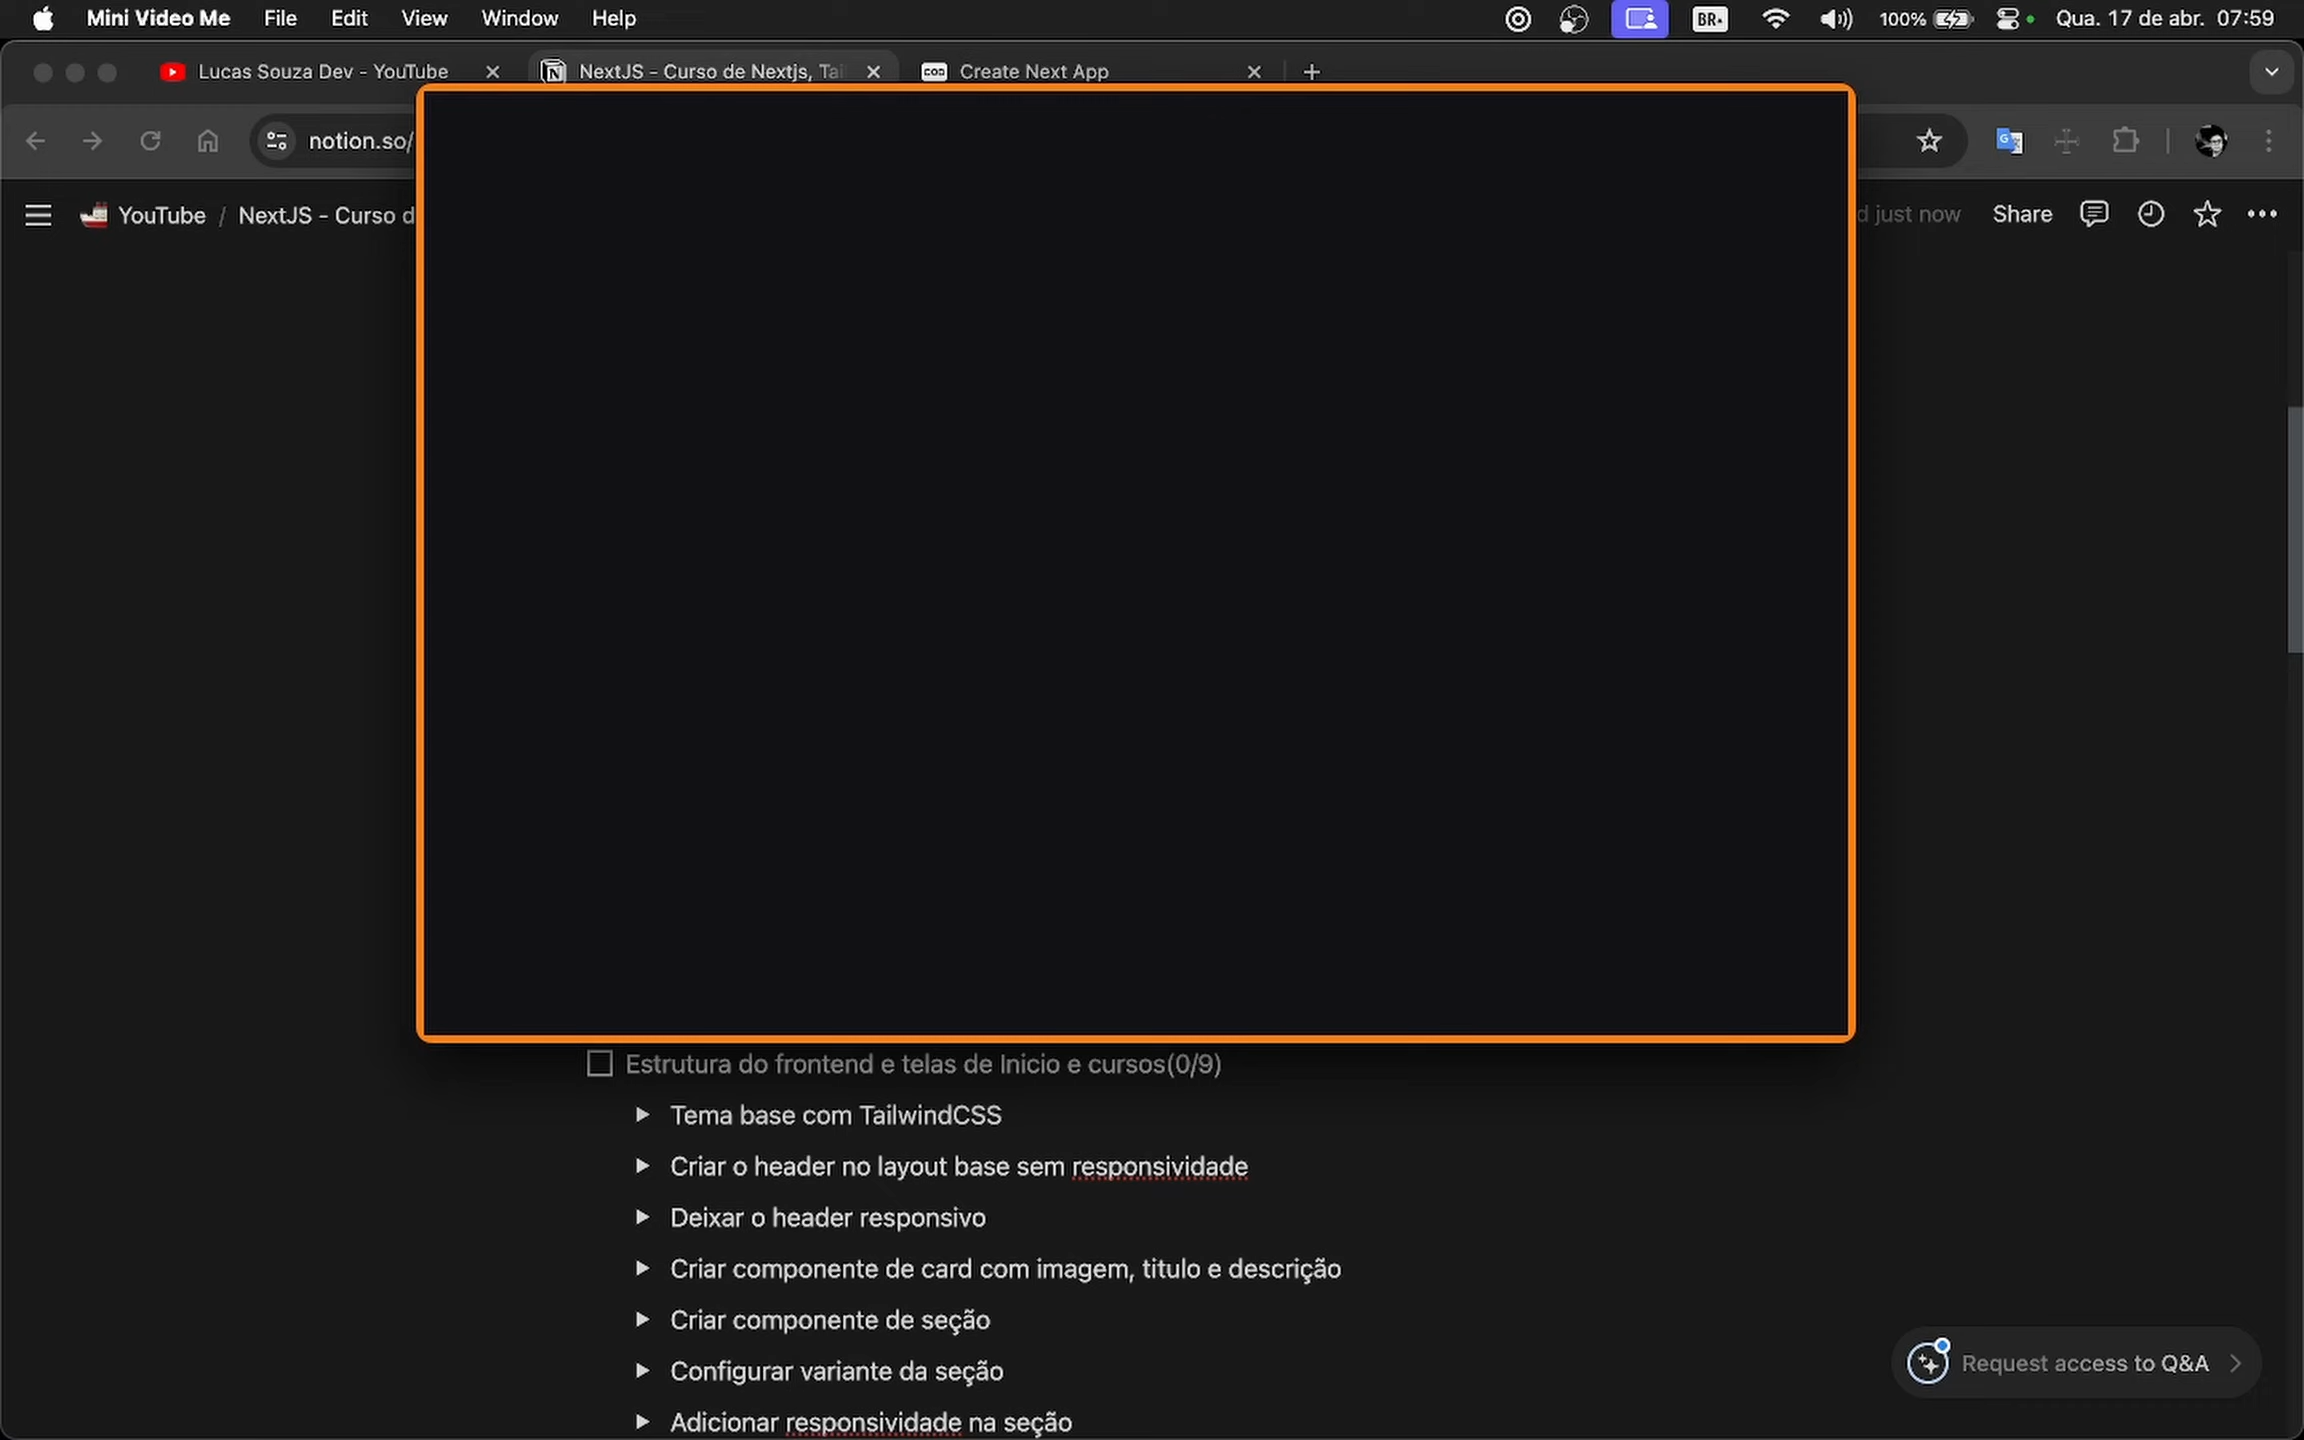 Mini Video Me File Edit View Window Help BR 100% Qua. 17 de abr. 07:59
Lucas Souza Dev - YouTube NextJS - Curso de Nextjs, Tai COD Create Next App
notion.so/
YouTube / NextJS - Curso d d just now Share
Estrutura do frontend e telas de Inicio e cursos(0/9)
Tema base com TailwindCSS
Criar o header no layout base sem responsividade
Deixar o header responsivo
Criar componente de card com imagem, titulo e descrição
Criar componente de seção
Configurar variante da seção
Adicionar responsividade na seção
Request access to Q&A